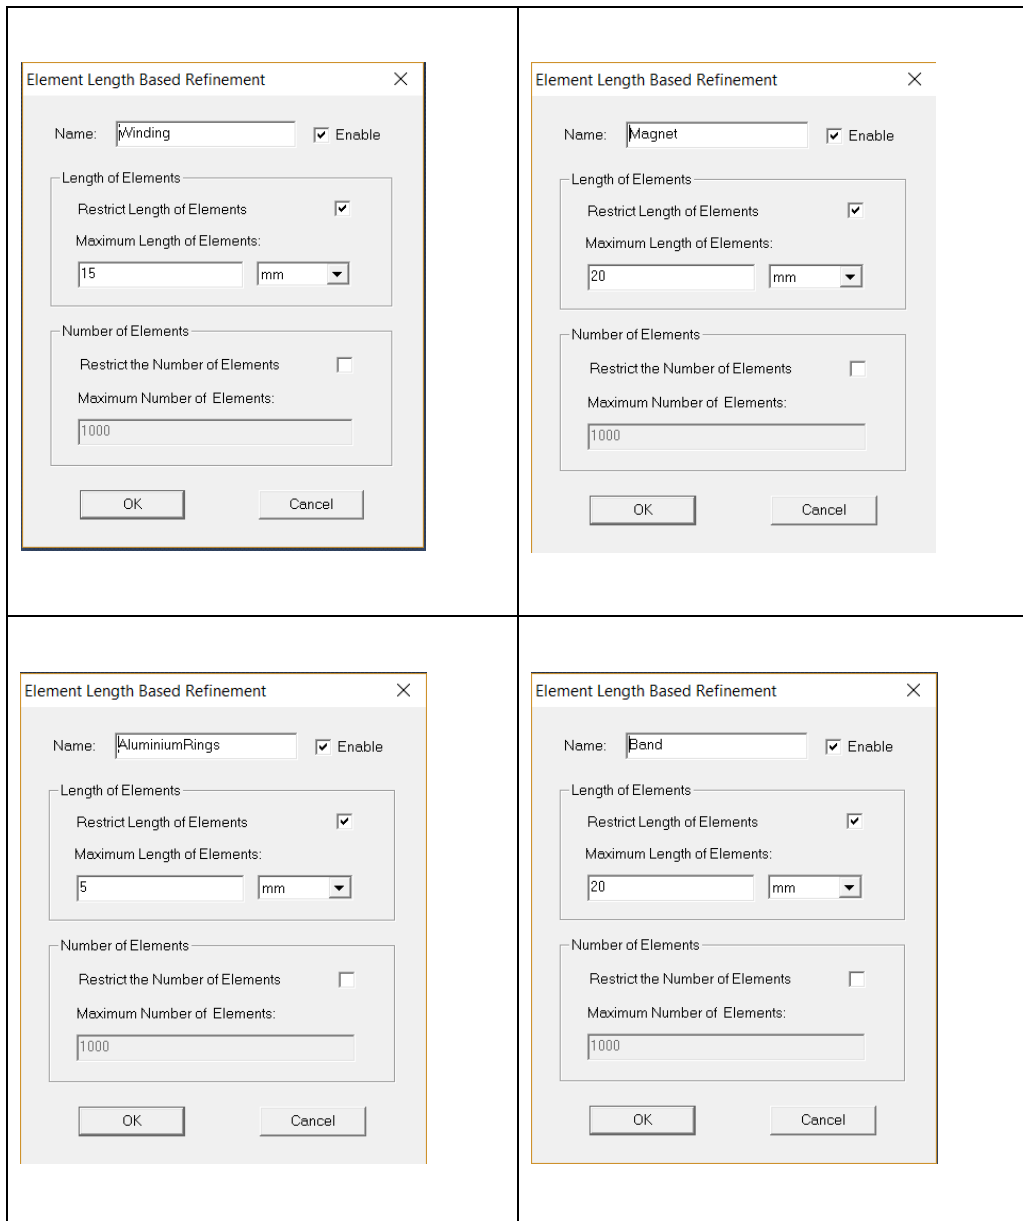 Element Length Based Refinement
Name: Winding Enable
Length of Elements
Restrict Length of Elements
Maximum Length of Elements:
15 mm
Number of Elements
Restrict the Number of Elements
Maximum Number of Elements:
1000
OK Cancel
Element Length Based Refinement
Name: Magnet Enable
Length of Elements
Restrict Length of Elements
Maximum Length of Elements:
20 mm
Number of Elements
Restrict the Number of Elements
Maximum Number of Elements:
1000
OK Cancel
Element Length Based Refinement
Name: AluminiumRings Enable
Length of Elements
Restrict Length of Elements
Maximum Length of Elements:
5 mm
Number of Elements
Restrict the Number of Elements
Maximum Number of Elements:
1000
OK Cancel
Element Length Based Refinement
Name: Band Enable
Length of Elements
Restrict Length of Elements
Maximum Length of Elements:
20 mm
Number of Elements
Restrict the Number of Elements
Maximum Number of Elements:
1000
OK Cancel